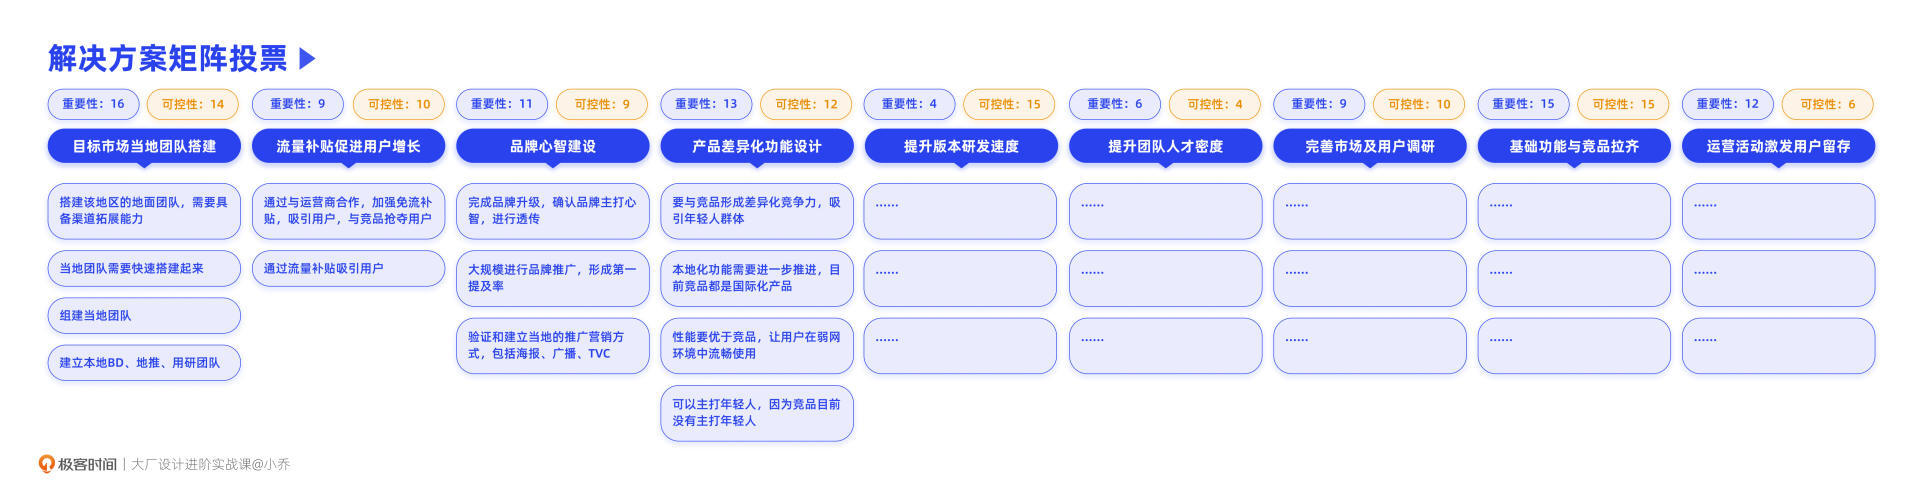 解决方案矩阵投票
重要性：16
可控性：14
目标市场当地团队搭建
搭建该地区的地面团队，需要具
备渠道拓展能力
当地团队需要快速搭建起来
组建当地团队
建立本地BD、地推、用研团队
重要性：9
可控性：10
流量补贴促进用户增长
通过与运营商合作，加强免流补
贴，吸引用户，与竞品抢夺用户
通过流量补贴吸引用户
重要性：11
可控性：9
品牌心智建设
完成品牌升级，确认品牌主打心
智，进行透传
大规模进行品牌推广，形成第一
提及率
验证和建立当地的推广营销方
式，包括海报、广播、TVC
重要性：13
可控性：12
产品差异化功能设计
要与竞品形成差异化竞争力，吸
引年轻人群体
本地化功能需要进一步推进，目
前竞品都是国际化产品
性能要优于竞品，让用户在弱网
环境中流畅使用
可以主打年轻人，因为竞品目前
没有主打年轻人
重要性：4
可控性：15
提升版本研发速度
......
......
......
重要性：6
可控性：4
提升团队人才密度
......
......
......
重要性：9
可控性：10
完善市场及用户调研
......
......
......
重要性：15
可控性：15
基础功能与竞品拉齐
......
......
......
重要性：12
可控性：6
运营活动激发用户留存
......
......
......
极客时间｜大厂设计进阶实战课@小乔